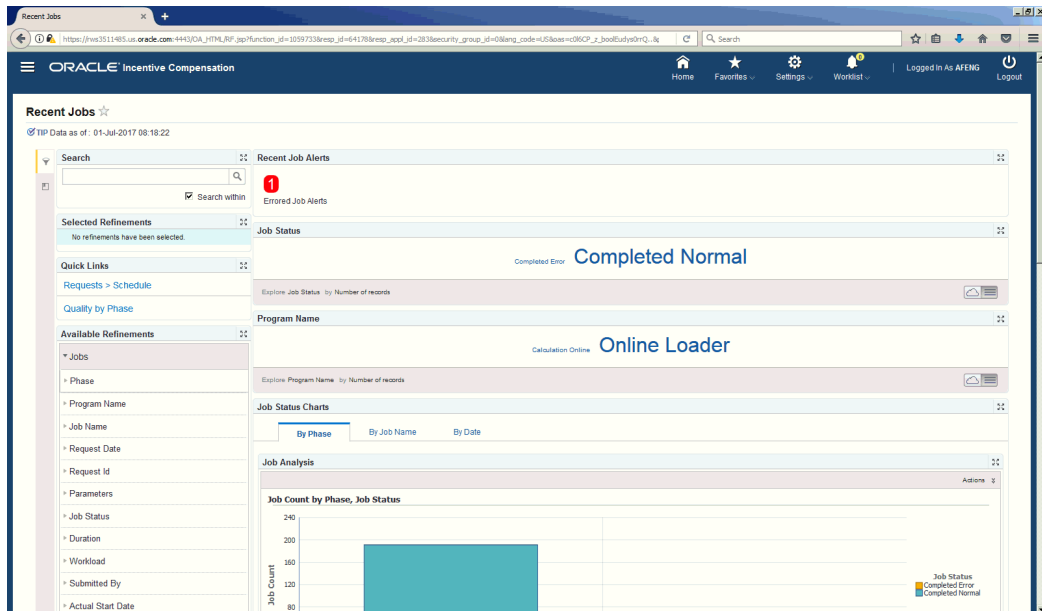 Recent Jobs
https://rws3511485.us.oracle.com:4443/OA_HTML/RF.jsp?function_id=1059733&resp_id=64178&resp_appl_id=283&security_group_id=0&lang_code=US&oas=
Search
ORACLE Incentive Compensation
Home
Favorites
Settings
Worklist
6
Logged In As AFENG
Logout
Recent Jobs
TIP Data as of : 01-Jul-2017 08:18:22
Search
Search within
Selected Refinements
No refinements have been selected.
Quick Links
Requests > Schedule
Quality by Phase
Available Refinements
Jobs
Phase
Program Name
Job Name
Request Date
Request Id
Parameters
Job Status
Duration
Workload
Submitted By
Actual Start Date
Recent Job Alerts
1
Errored Job Alerts
Job Status
Completed Error Completed Normal
Explore Job Status by Number of records
Program Name
Calculation Online Online Loader
Explore Program Name by Number of records
Job Status Charts
By Phase
By Job Name
By Date
Job Analysis
Actions
Job Count by Phase, Job Status
240
200
160
120
80
Job Count
Job Status
Completed Error
Completed Normal